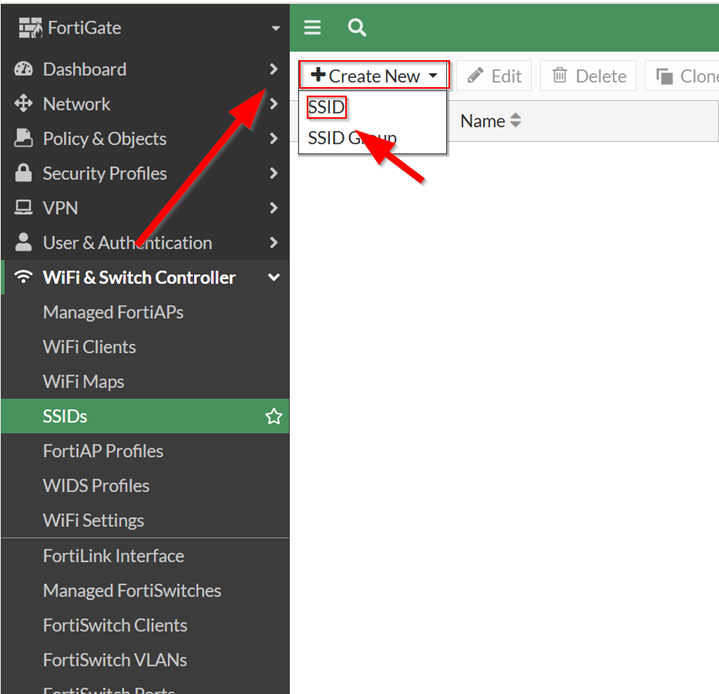 FortiGate
Dashboard
Network
Policy & Objects
Security Profiles
VPN
User & Authentication
WiFi & Switch Controller
Managed FortiAPs
WiFi Clients
WiFi Maps
SSIDs
FortiAP Profiles
WIDS Profiles
WiFi Settings
FortiLink Interface
Managed FortiSwitches
FortiSwitch Clients
FortiSwitch VLANs
FortiSwitch Ports
Create New Edit Delete Clone
SSID
SSID Group
Name